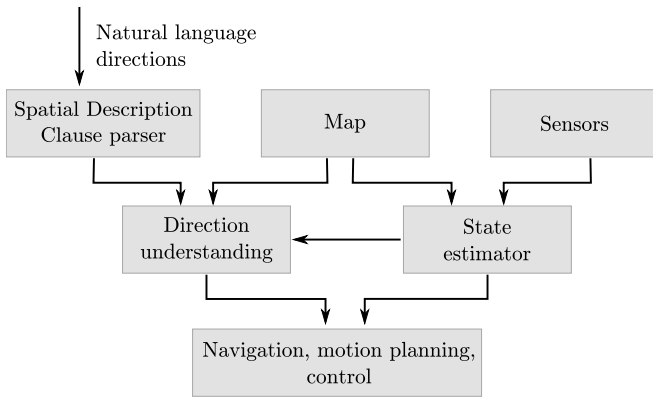 Natural language
directions
Spatial Description
Clause parser
Map
Sensors
Direction
understanding
State
estimator
Navigation, motion planning,
control